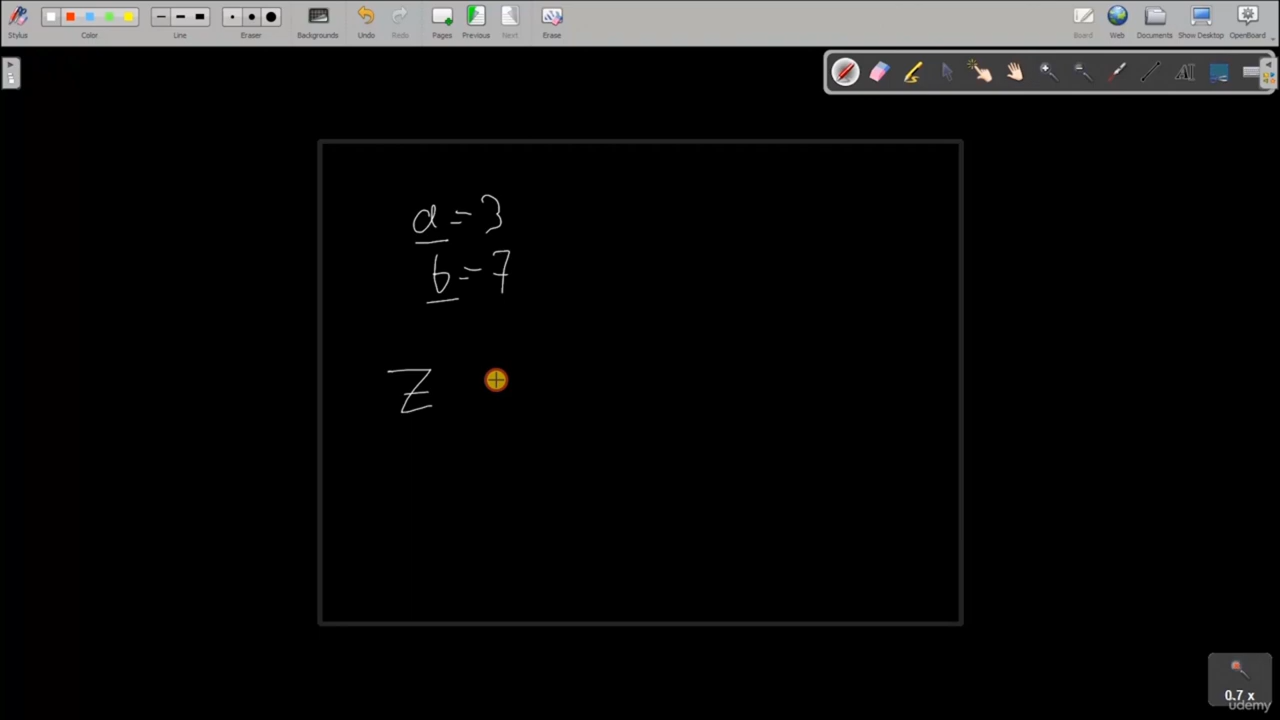 Stylus Color Line Eraser Backgrounds Undo Redo Pages Previous Next Erase Board Web Documents Show Desktop OpenBoard
AI
a = 3
b = 7
Z
0.7 x
udemy